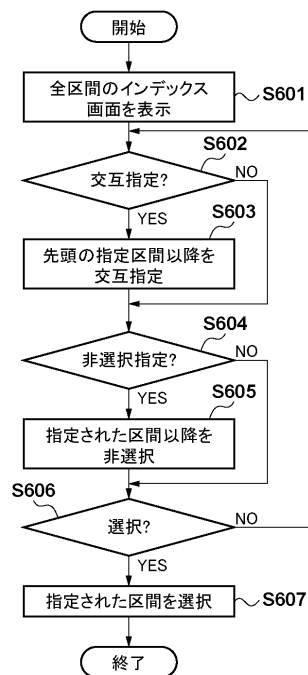 開始
全区間のインデックス
画面を表示
S601
S602
交互指定?
NO
YES
S603
先頭の指定区間以降を
交互指定
S604
非選択指定?
NO
YES
S605
指定された区間以降を
非選択
S606
選択?
NO
YES
指定された区間を選択
S607
終了